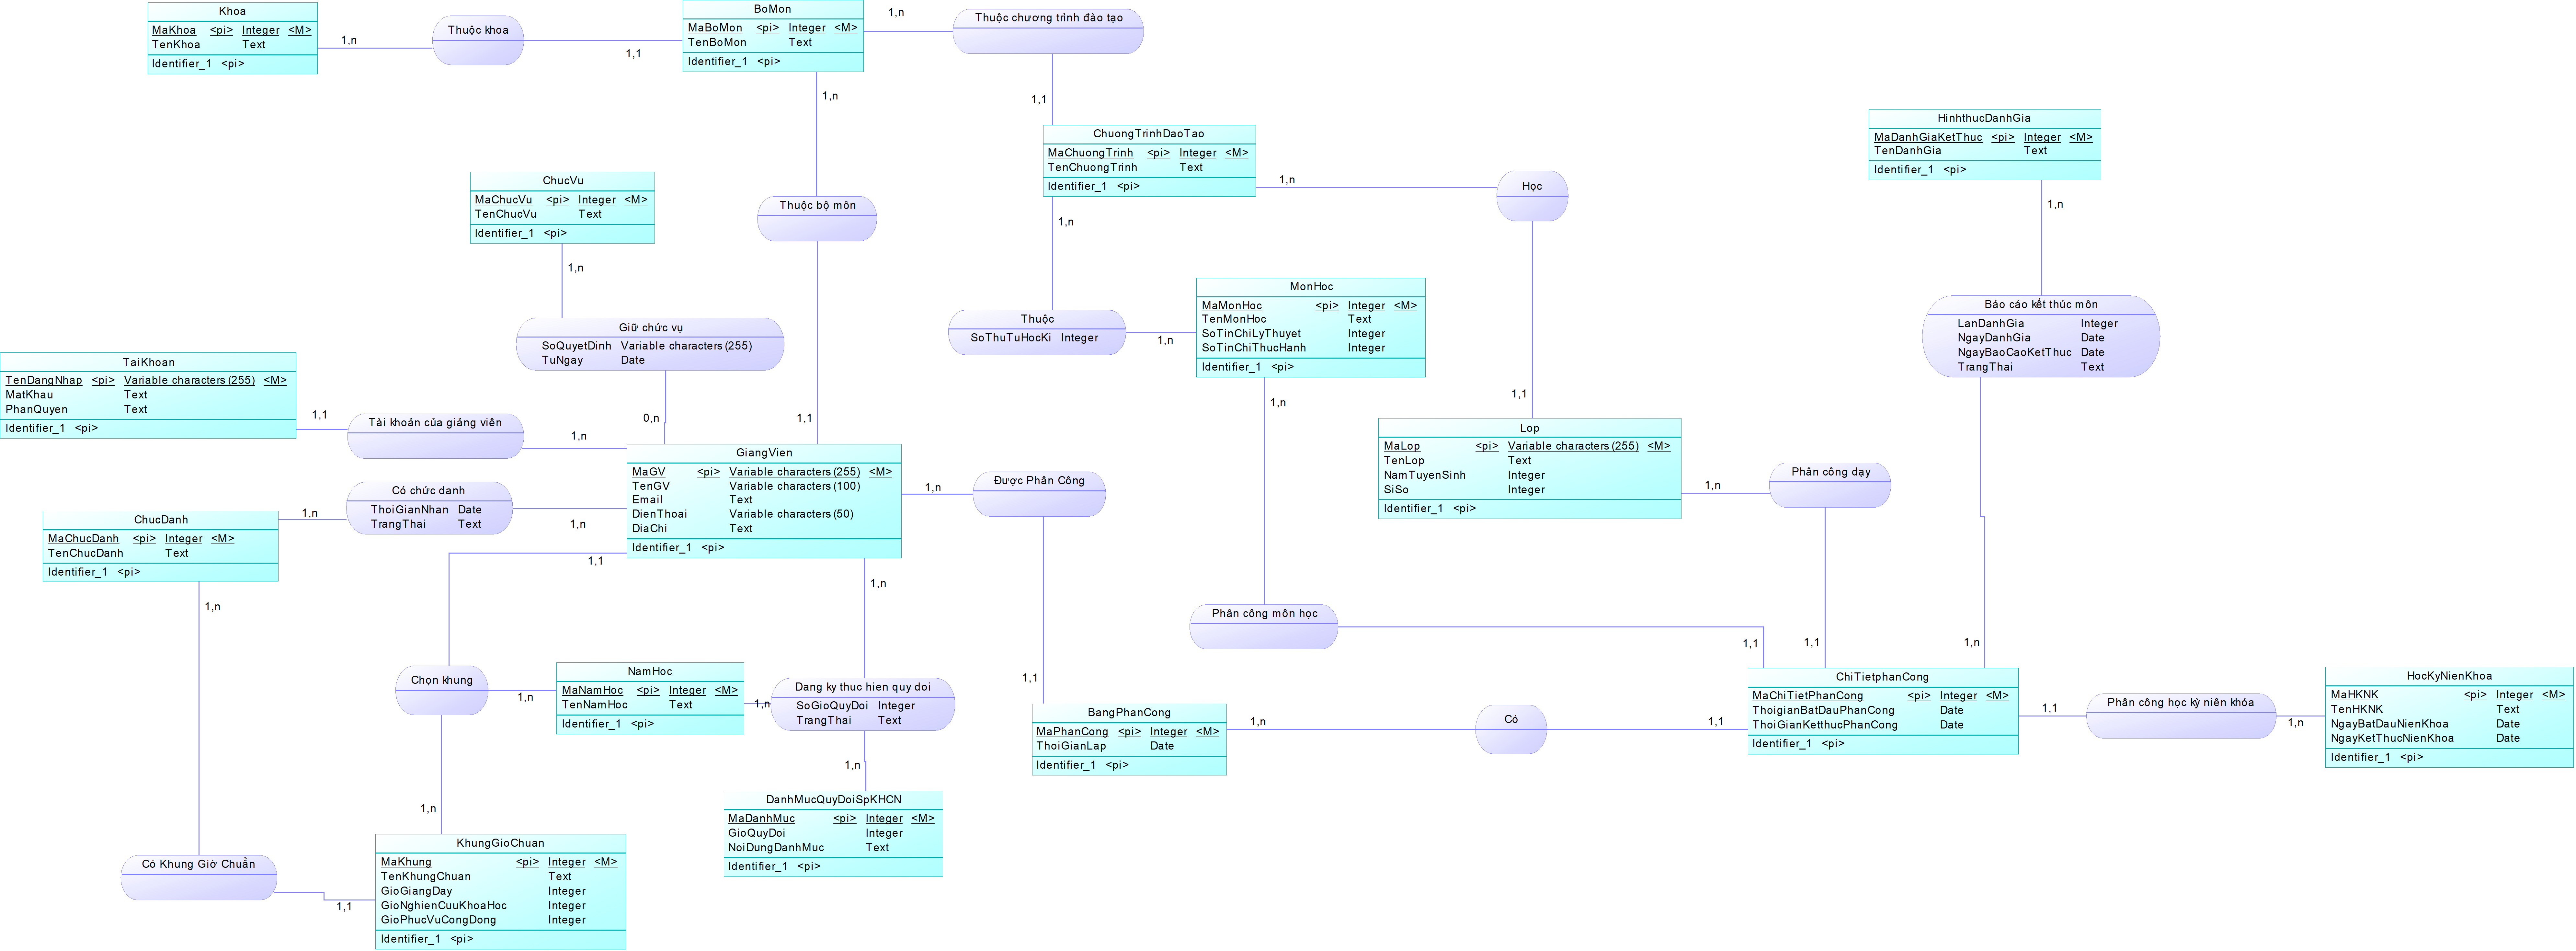 Khoa
MaKhoa <pi> Integer <M>
TenKhoa Text
Identifier_1 <pi>
1,n
Thuộc khoa
1,1
BoMon
MaBoMon <pi> Integer <M>
TenBoMon Text
Identifier_1 <pi>
1,n
Thuộc chương trình đào tạo
1,1
1,n
ChuongTrinhDaoTao
MaChuongTrinh <pi> Integer <M>
TenChuongTrinh Text
Identifier_1 <pi>
1,n
Học
1,n
1,1
HinhthucDanhGia
MaDanhGiaKetThuc <pi> Integer <M>
TenDanhGia Text
Identifier_1 <pi>
1,n
ChucVu
MaChucVu <pi> Integer <M>
TenChucVu Text
Identifier_1 <pi>
1,n
Thuộc bộ môn
1,1
Giữ chức vụ
SoQuyetDinh Variable characters (255)
TuNgay Date
0,n
Thuộc
SoThuTuHocKi Integer
1,n
MonHoc
MaMonHoc <pi> Integer <M>
TenMonHoc Text
SoTinChiLyThuyet Integer
SoTinChiThucHanh Integer
Identifier_1 <pi>
1,n
Báo cáo kết thúc môn
LanDanhGia Integer
NgayDanhGia Date
NgayBaoCaoKetThuc Date
TrangThai Text
1,n
TaiKhoan
TenDangNhap <pi> Variable characters (255) <M>
MatKhau Text
PhanQuyen Text
Identifier_1 <pi>
1,1
Tài khoản của giảng viên
1,n
GiangVien
MaGV <pi> Variable characters (255) <M>
TenGV Variable characters (100)
Email Text
DienThoai Variable characters (50)
DiaChi Text
Identifier_1 <pi>
1,n
Được Phân Công
1,1
Lop
MaLop <pi> Variable characters (255) <M>
TenLop Text
NamTuyenSinh Integer
SiSo Integer
Identifier_1 <pi>
1,n
Phân công dạy
1,1
Có chức danh
ThoiGianNhan Date
TrangThai Text
1,n
1,n
ChucDanh
MaChucDanh <pi> Integer <M>
TenChucDanh Text
Identifier_1 <pi>
1,n
1,1
1,n
Phân công môn học
1,1
Chọn khung
1,n
1,n
NamHoc
MaNamHoc <pi> Integer <M>
TenNamHoc Text
Identifier_1 <pi>
1,n
Dang ky thuc hien quy doi
SoGioQuyDoi Integer
TrangThai Text
1,n
BangPhanCong
MaPhanCong <pi> Integer <M>
ThoiGianLap Date
Identifier_1 <pi>
1,n
Có
1,1
ChiTietphanCong
MaChiTietPhanCong <pi> Integer <M>
ThoigianBatDauPhanCong Date
ThoiGianKetthucPhanCong Date
Identifier_1 <pi>
1,1
Phân công học kỳ niên khóa
1,n
HocKyNienKhoa
MaHKNK <pi> Integer <M>
TenHKNK Text
NgayBatDauNienKhoa Date
NgayKetThucNienKhoa Date
Identifier_1 <pi>
DanhMucQuyDoiSpKHCN
MaDanhMuc <pi> Integer <M>
GioQuyDoi Integer
NoiDungDanhMuc Text
Identifier_1 <pi>
Có Khung Giờ Chuẩn
1,1
KhungGioChuan
MaKhung <pi> Integer <M>
TenKhungChuan Text
GioGiangDay Integer
GioNghienCuuKhoaHoc Integer
GioPhucVuCongDong Integer
Identifier_1 <pi>